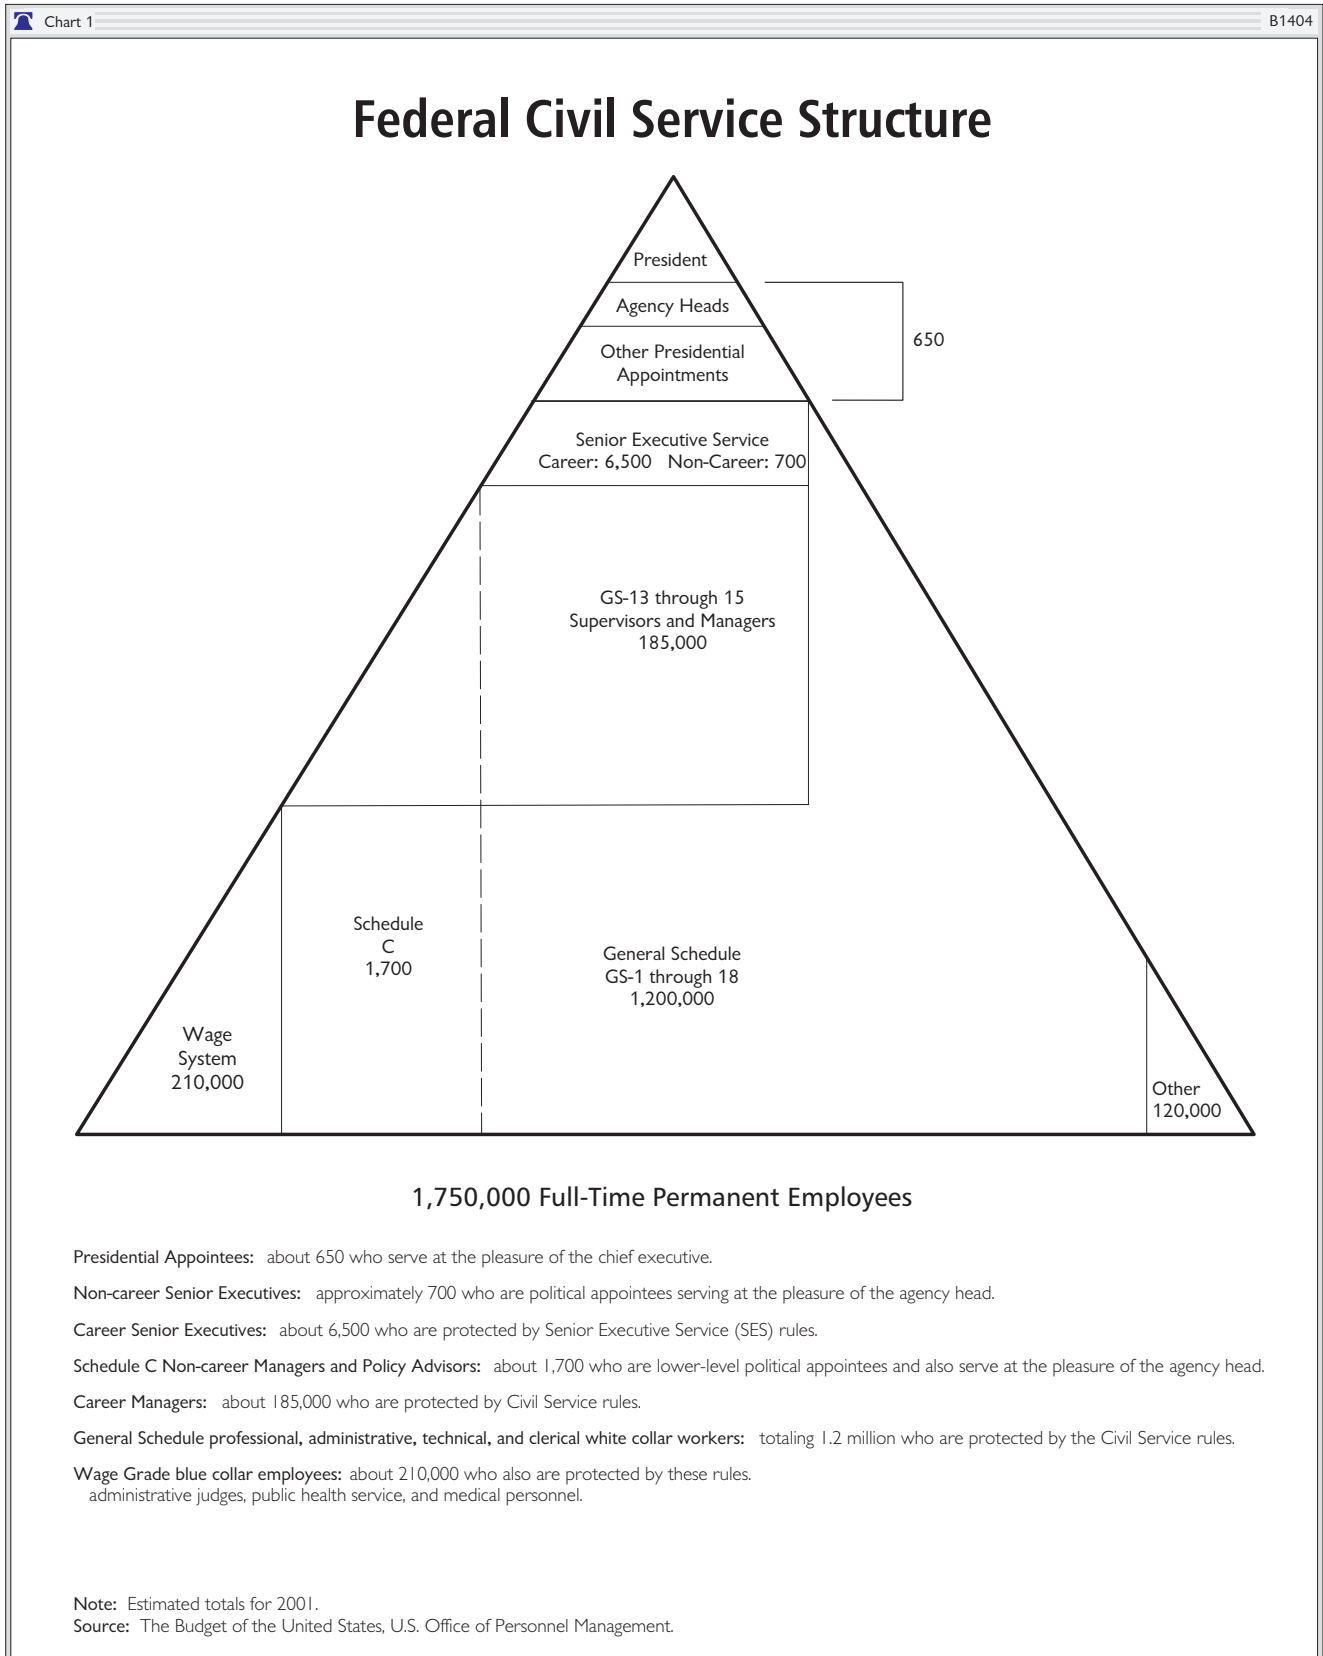 Chart 1
B1404
Federal Civil Service Structure
President
Agency Heads
650
Other Presidential
Appointments
Senior Executive Service
Career: 6,500 Non-Career: 700
GS-13 through 15
Supervisors and Managers
185,000
Schedule
C
1,700
General Schedule
GS-1 through 18
1,200,000
Wage
System
210,000
Other
120,000
1,750,000 Full-Time Permanent Employees
Presidential Appointees: about 650 who serve at the pleasure of the chief executive.
Non-career Senior Executives: approximately 700 who are political appointees serving at the pleasure of the agency head.
Career Senior Executives: about 6,500 who are protected by Senior Executive Service (SES) rules.
Schedule C Non-career Managers and Policy Advisors: about 1,700 who are lower-level political appointees and also serve at the pleasure of the agency head.
Career Managers: about 185,000 who are protected by Civil Service rules.
General Schedule professional, administrative, technical, and clerical white collar workers: totaling 1.2 million who are protected by the Civil Service rules.
Wage Grade blue collar employees: about 210,000 who also are protected by these rules.
administrative judges, public health service, and medical personnel.
Note: Estimated totals for 2001.
Source: The Budget of the United States, U.S. Office of Personnel Management.